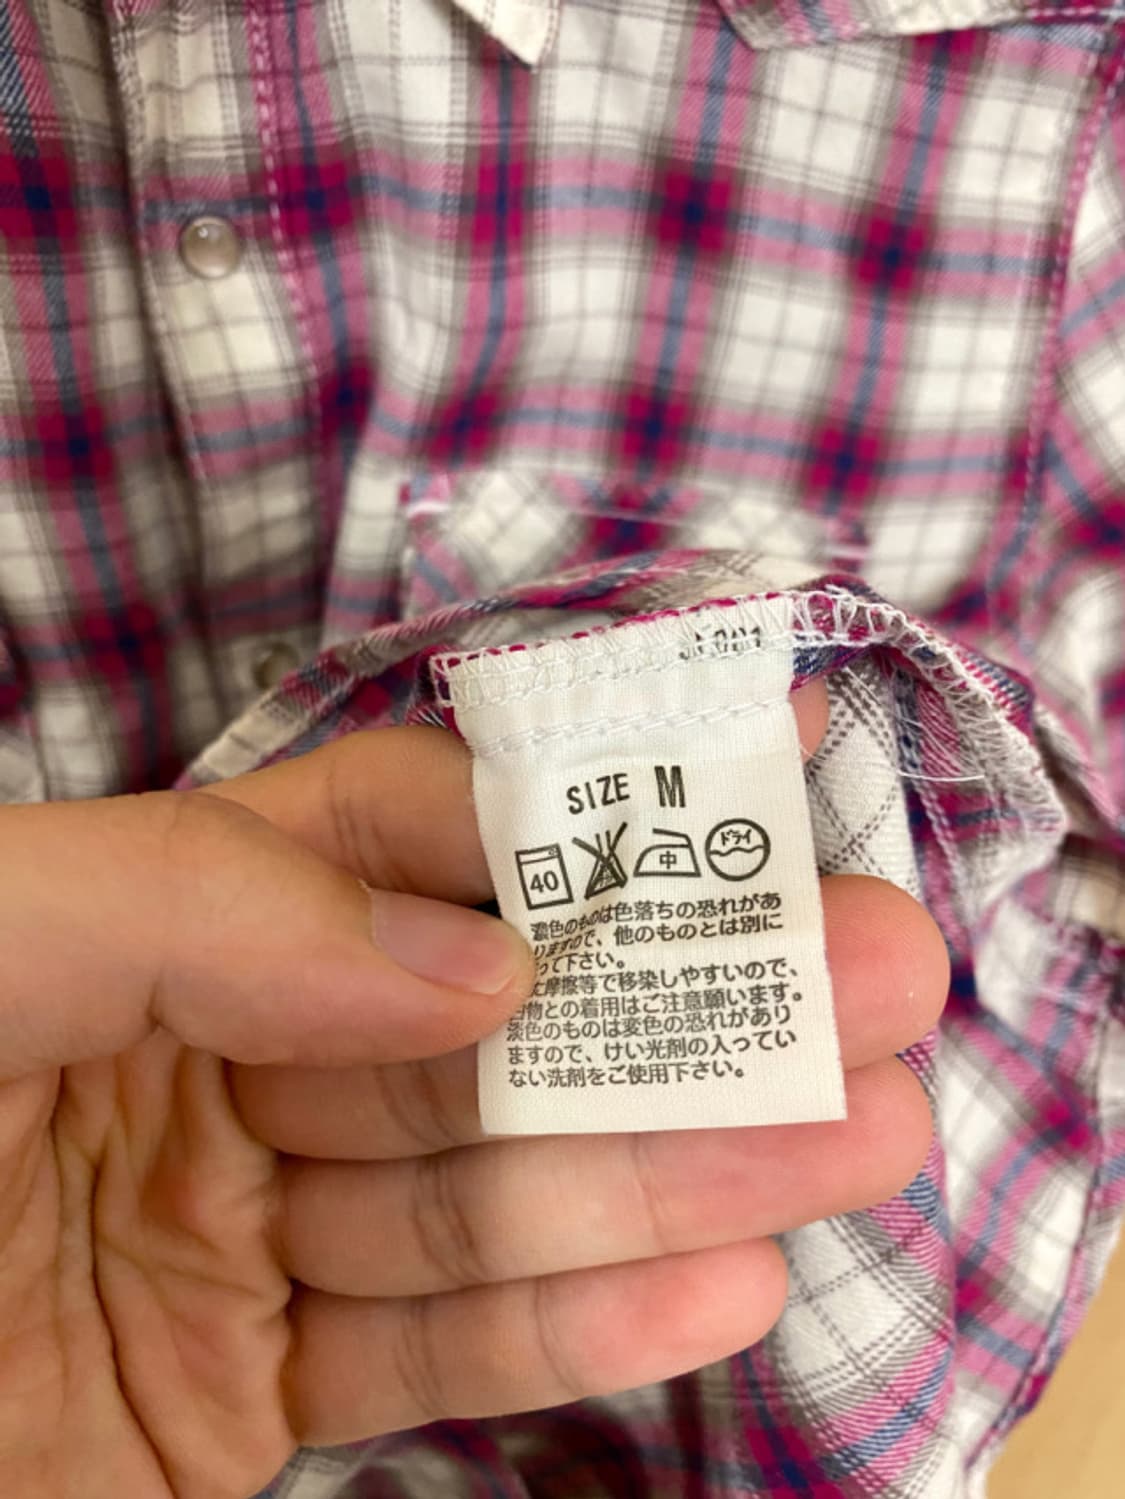 SIZE M
40 中 ドライ
濃色のものは色落ちの恐れがあ
りますので、他のものとは別に
って下さい。
摩擦等で移染しやすいので、
物との着用はご注意願います。
淡色のものは変色の恐れがあり
ますので、けい光剤の入ってい
ない洗剤をご使用下さい。